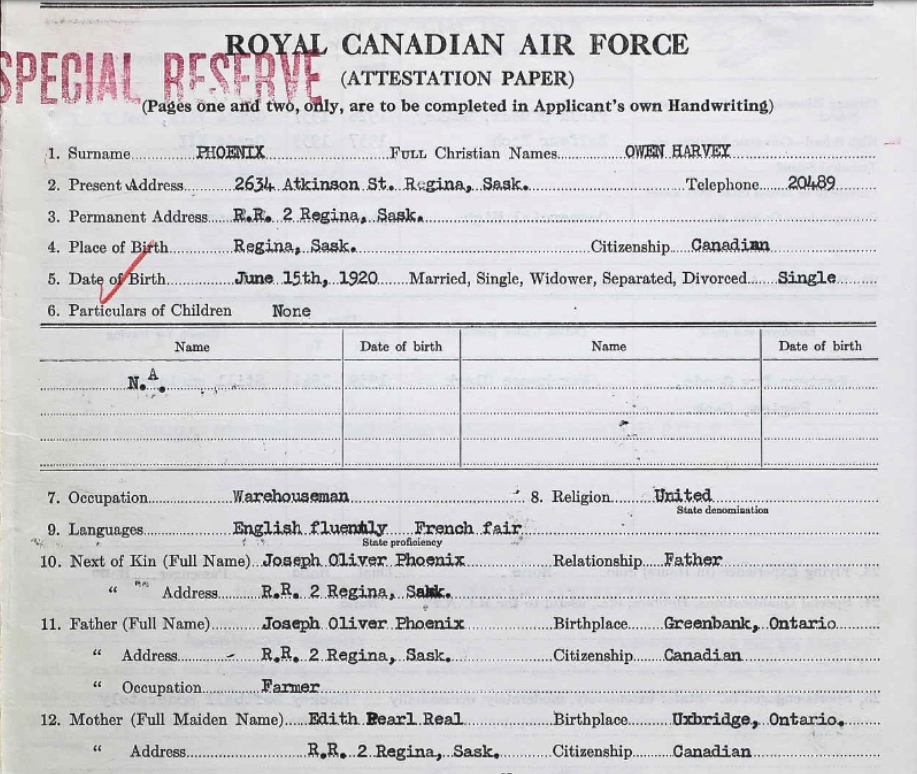 ROYAL CANADIAN AIR FORCE
SPECIAL RESERVE
(ATTESTATION PAPER)
(Pages one and two, only, are to be completed in Applicant's own Handwriting)
1. Surname PHOENIX FULL Christian Names OWEN HARVEY
2. Present Address 2634 Atkinson St. Regina, Sask. Telephone 20489
3. Permanent Address R.R. 2 Regina, Sask.
4. Place of Birth Regina, Sask. Citizenship Canadian
5. Date of Birth June 15th, 1920 Married, Single, Widower, Separated, Divorced Single
6. Particulars of Children None
Name Date of birth Name Date of birth
N.A.
7. Occupation Warehouseman 8. Religion United
State denomination
9. Languages English fluently French fair
State proficiency
10. Next of Kin (Full Name) Joseph Oliver Phoenix Relationship Father
" Address R.R. 2 Regina, Sask.
11. Father (Full Name) Joseph Oliver Phoenix Birthplace Greenbank, Ontario
" Address R.R. 2 Regina, Sask. Citizenship Canadian
" Occupation Farmer
12. Mother (Full Maiden Name) Edith Pearl Real Birthplace Uxbridge, Ontario.
" Address R.R. 2 Regina, Sask. Citizenship Canadian